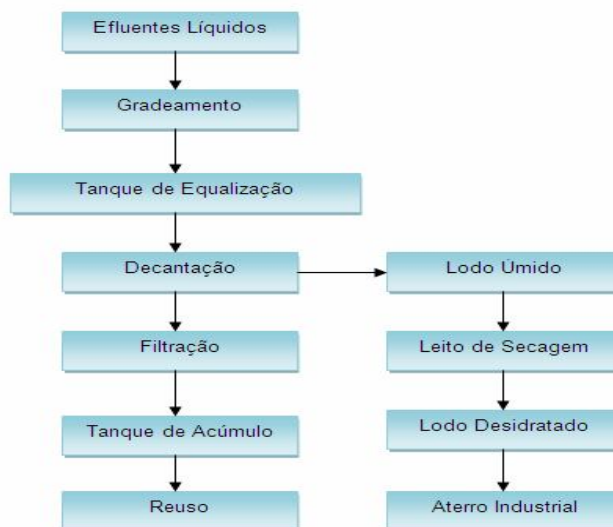 Efluentes Líquidos
Gradeamento
Tanque de Equalização
Decantação
Lodo Úmido
Filtração
Leito de Secagem
Tanque de Acúmulo
Lodo Desidratado
Reuso
Aterro Industrial